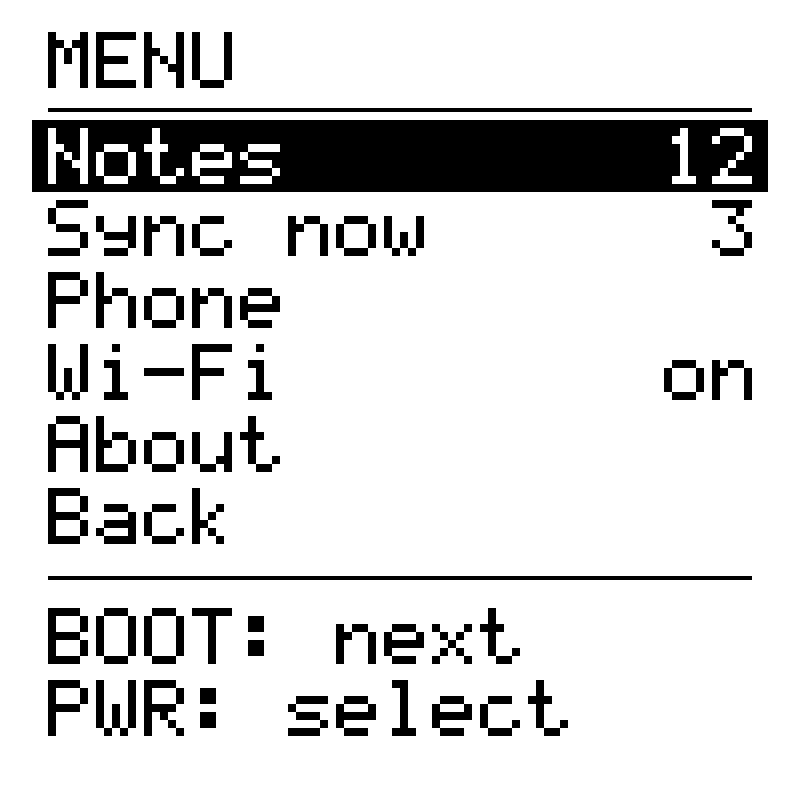 MENU
Notes 12
Sync now 3
Phone
Wi-Fi on
About
Back
BOOT: next
PWR: select